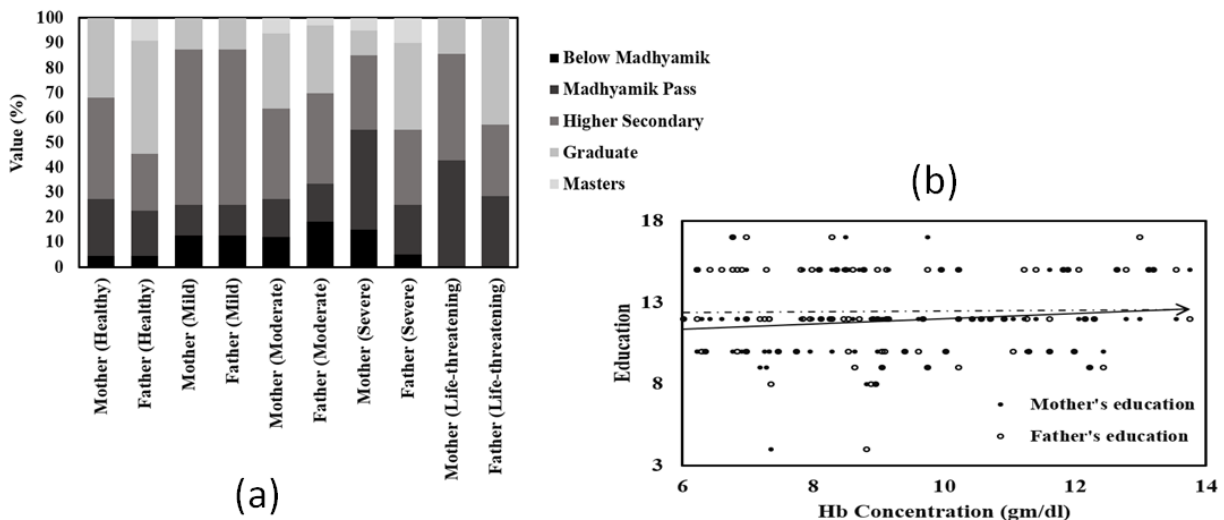 100
90
80
70
60
50
40
30
20
10
0
Value (%)
Mother (Healthy)
Father (Healthy)
Mother (Mild)
Father (Mild)
Mother (Moderate)
Father (Moderate)
Mother (Severe)
Father (Severe)
Mother (Life-threatening)
Father (Life-threatening)
Below Madhyamik
Madhyamik Pass
Higher Secondary
Graduate
Masters
(a)
(b)
18
13
8
3
Education
Mother's education
Father's education
6
8
10
12
14
Hb Concentration (gm/dl)